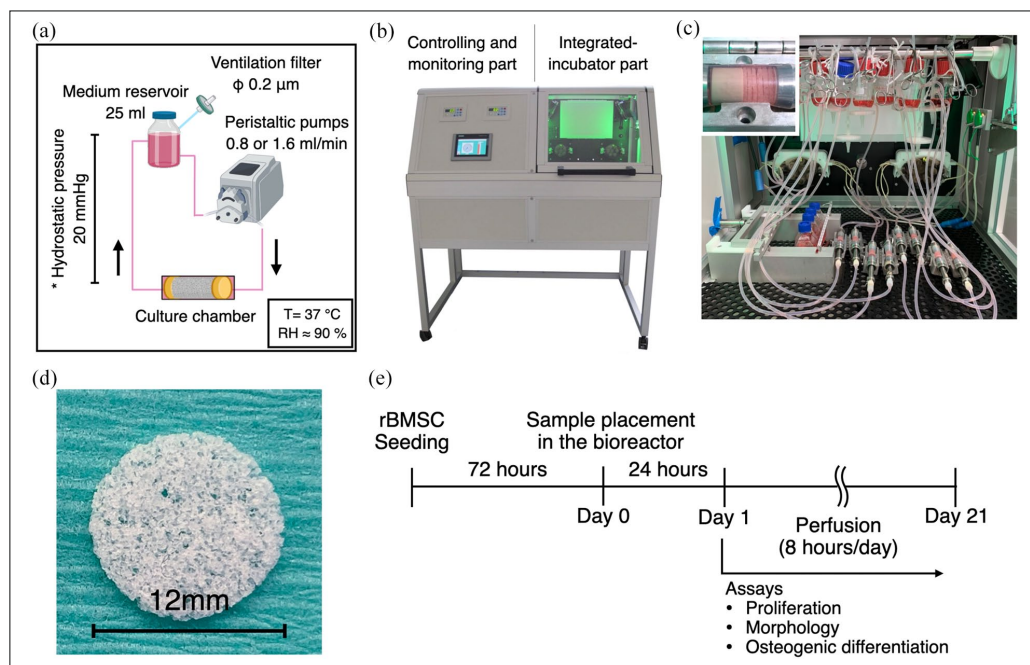 (a)
Ventilation filter
ϕ 0.2 μm
Medium reservoir
25 ml
Peristaltic pumps
0.8 or 1.6 ml/min
* Hydrostatic pressure
20 mmHg
Culture chamber
T= 37 °C
RH ≈ 90 %
(b)
Controlling and
monitoring part
Integrated-
incubator part
(c)
(d)
12mm
(e)
rBMSC
Seeding
Sample placement
in the bioreactor
72 hours
24 hours
Day 0
Day 1
Day 21
Perfusion
(8 hours/day)
Assays
• Proliferation
• Morphology
• Osteogenic differentiation